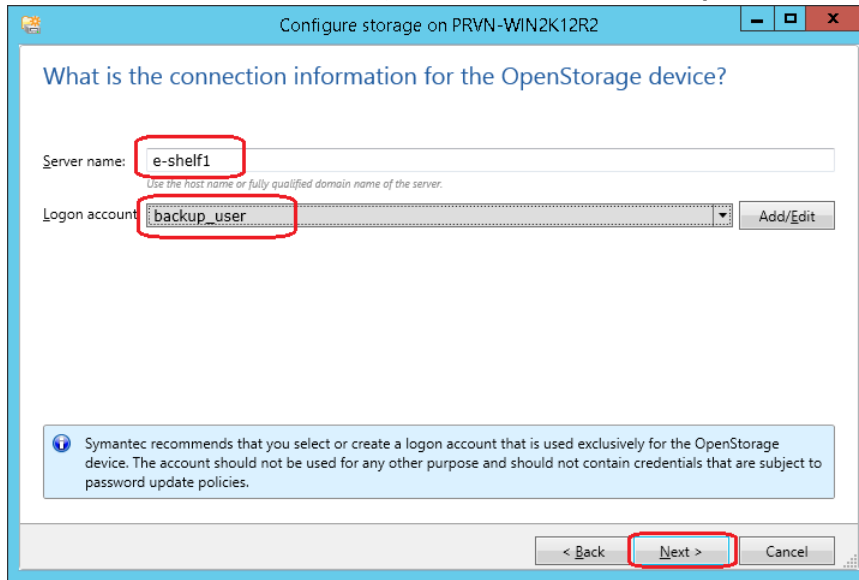 Configure storage on PRVN-WIN2K12R2
What is the connection information for the OpenStorage device?
Server name: e-shelf1
Use the host name or fully qualified domain name of the server.
Logon account backup_user Add/Edit
Symantec recommends that you select or create a logon account that is used exclusively for the OpenStorage
device. The account should not be used for any other purpose and should not contain credentials that are subject to
password update policies.
< Back Next > Cancel